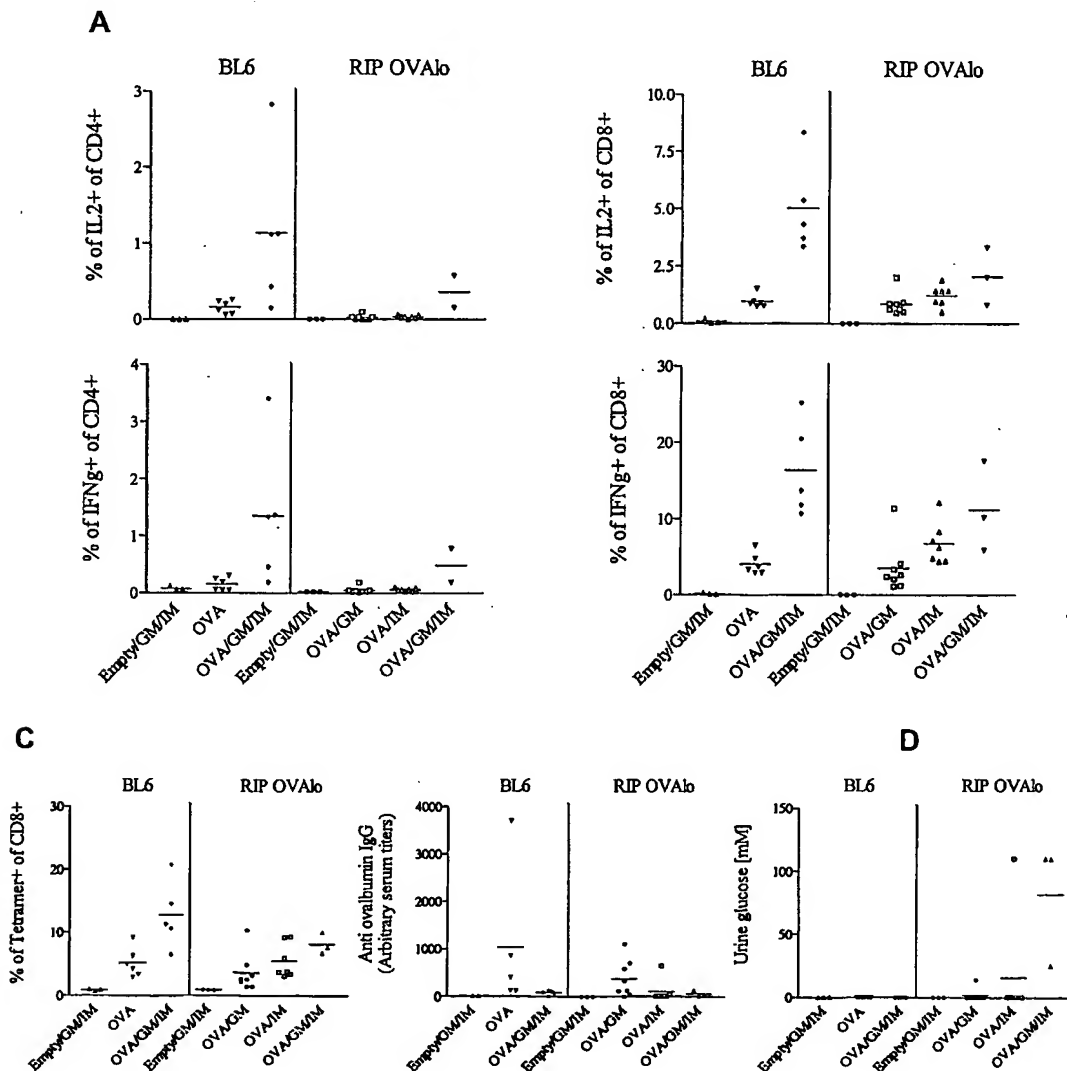 A
BL6 RIP OVAlo
% of IL2+ of CD4+
3
2
1
0
BL6 RIP OVAlo
% of IL2+ of CD8+
10.0
7.5
5.0
2.5
0.0
% of IFNg+ of CD4+
4
3
2
1
0
Empty/GM/IM
OVA
OVA/GM/IM
Empty/GM/IM
OVA/GM
OVA/IM
OVA/GM/IM
% of IFNg+ of CD8+
30
20
10
0
Empty/GM/IM
OVA
OVA/GM/IM
Empty/GM/IM
OVA/GM
OVA/IM
OVA/GM/IM
C
BL6 RIP OVAlo
% of Tetramer+ of CD8+
30
20
10
0
Empty/GM/IM
OVA
OVA/GM/IM
Empty/GM/IM
OVA/GM
OVA/IM
OVA/GM/IM
BL6 RIP OVAlo
Anti ovalbumin IgG
(Arbitrary serum titers)
4000
3000
2000
1000
0
Empty/GM/IM
OVA
OVA/GM/IM
Empty/GM/IM
OVA/GM
OVA/IM
OVA/GM/IM
D
BL6 RIP OVAlo
Urine glucose [mM]
150
100
50
0
Empty/GM/IM
OVA
OVA/GM/IM
Empty/GM/IM
OVA/GM
OVA/IM
OVA/GM/IM